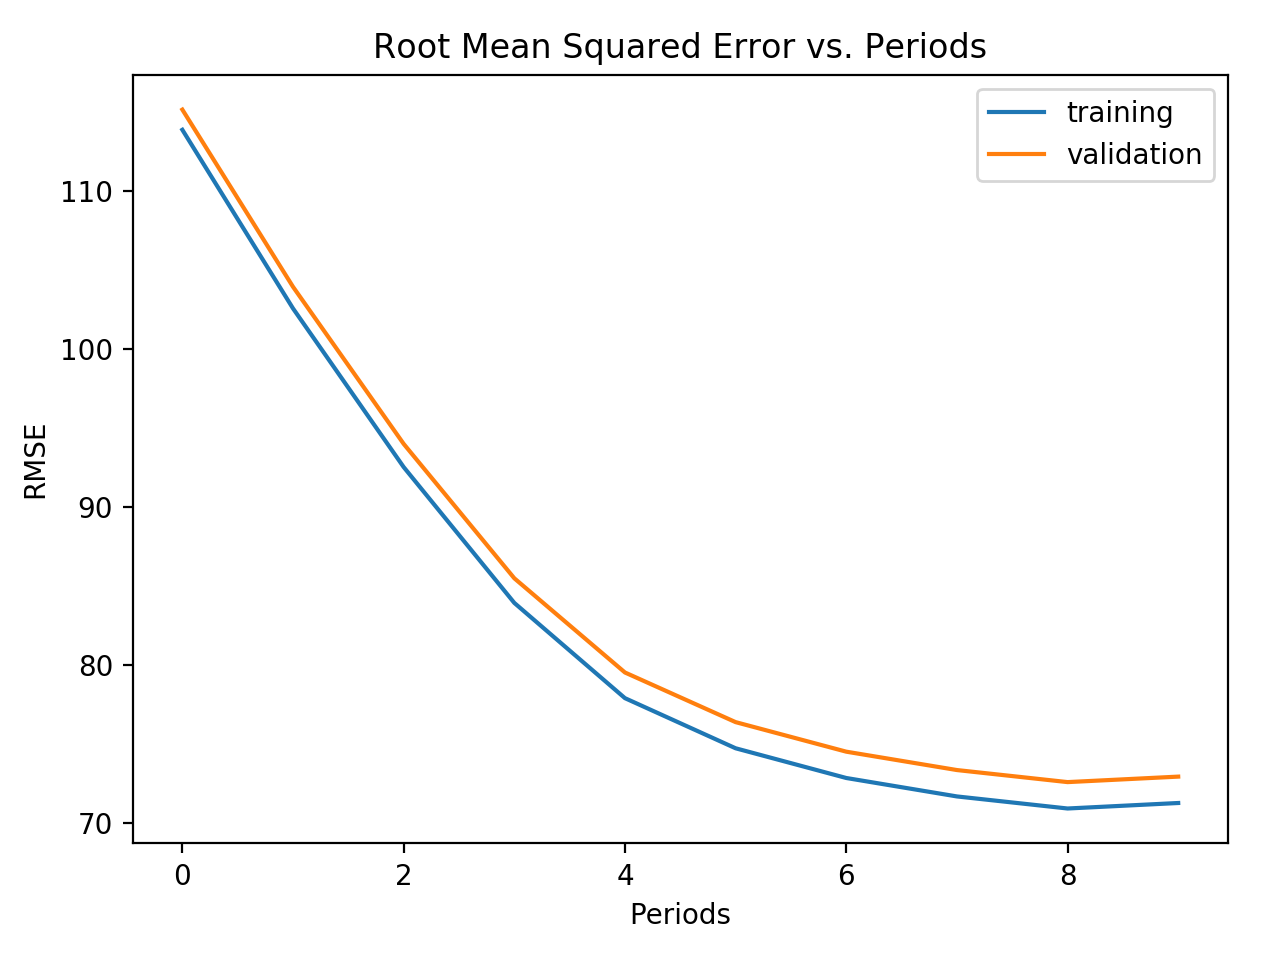 Root Mean Squared Error vs. Periods
training
validation
110
100
90
80
70
RMSE
0 2 4 6 8
Periods